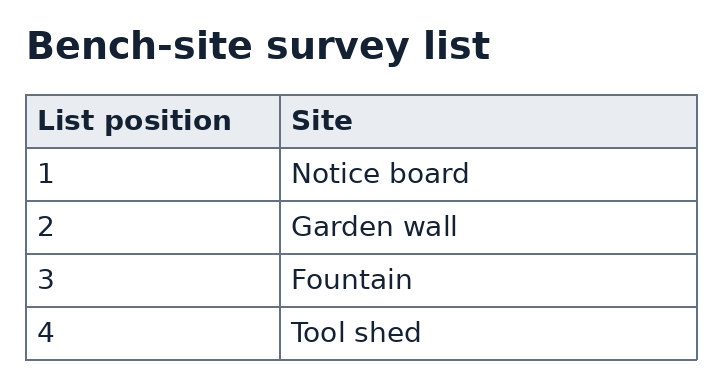 Bench-site survey list
List position Site
1 Notice board
2 Garden wall
3 Fountain
4 Tool shed